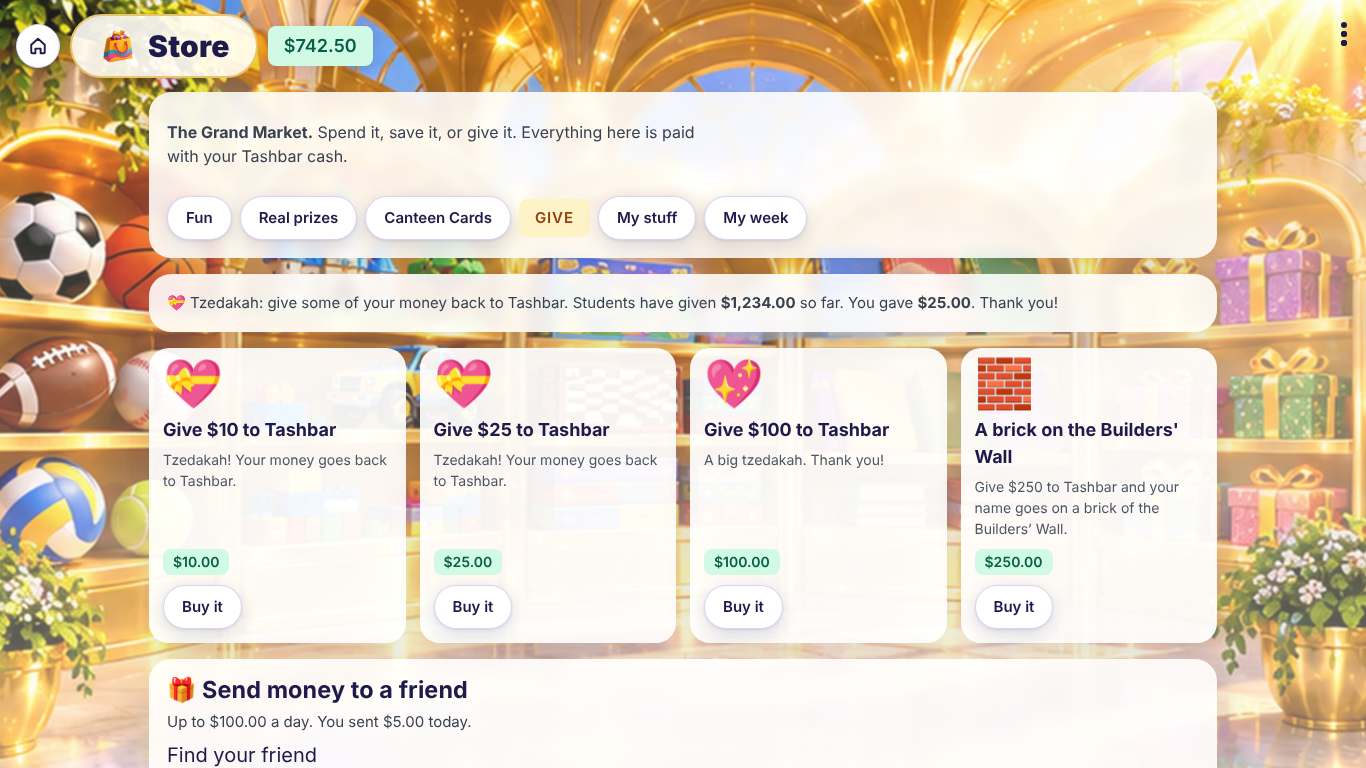 Store
$742.50
The Grand Market. Spend it, save it, or give it. Everything here is paid
with your Tashbar cash.
Fun
Real prizes
Canteen Cards
GIVE
My stuff
My week
Tzedakah: give some of your money back to Tashbar. Students have given $1,234.00 so far. You gave $25.00. Thank you!
Give $10 to Tashbar
Tzedakah! Your money goes back
to Tashbar.
$10.00
Buy it
Give $25 to Tashbar
Tzedakah! Your money goes back
to Tashbar.
$25.00
Buy it
Give $100 to Tashbar
A big tzedakah. Thank you!
$100.00
Buy it
A brick on the Builders'
Wall
Give $250 to Tashbar and your
name goes on a brick of the
Builders’ Wall.
$250.00
Buy it
Send money to a friend
Up to $100.00 a day. You sent $5.00 today.
Find your friend